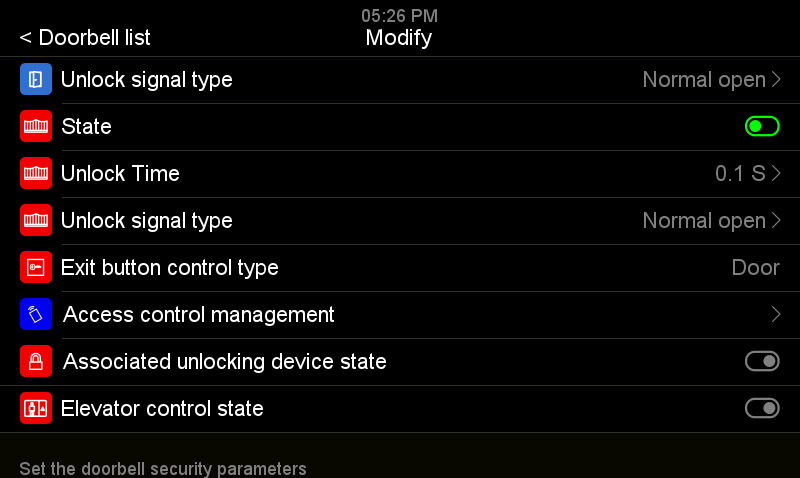 05:26 PM
< Doorbell list
Modify
Unlock signal type
Normal open >
State
Unlock Time
0.1 S >
Unlock signal type
Normal open >
Exit button control type
Door
Access control management
>
Associated unlocking device state
Elevator control state
Set the doorbell security parameters